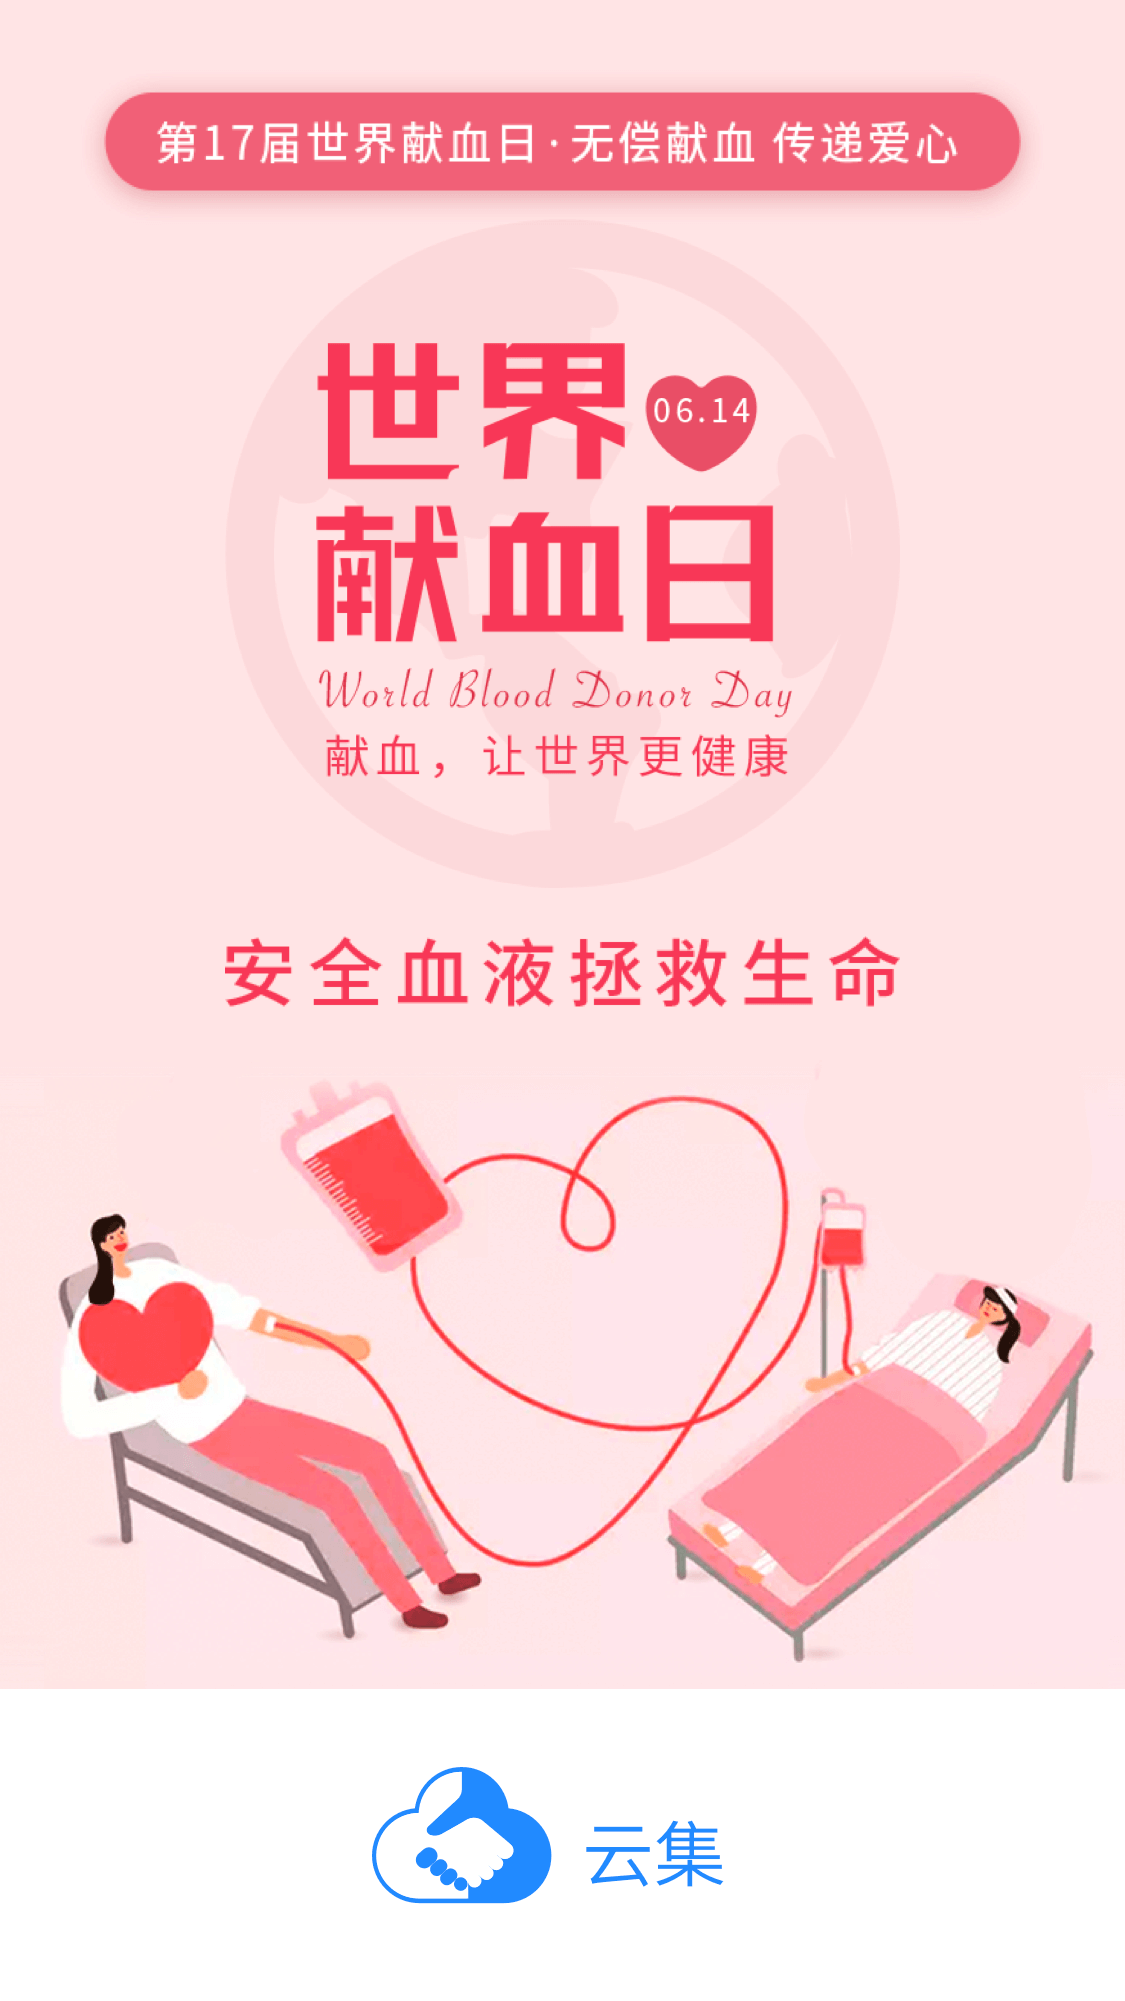 第17届世界献血日·无偿献血 传递爱心
世界
06.14
献血日
World Blood Donor Day
献血，让世界更健康
安全血液拯救生命
云集